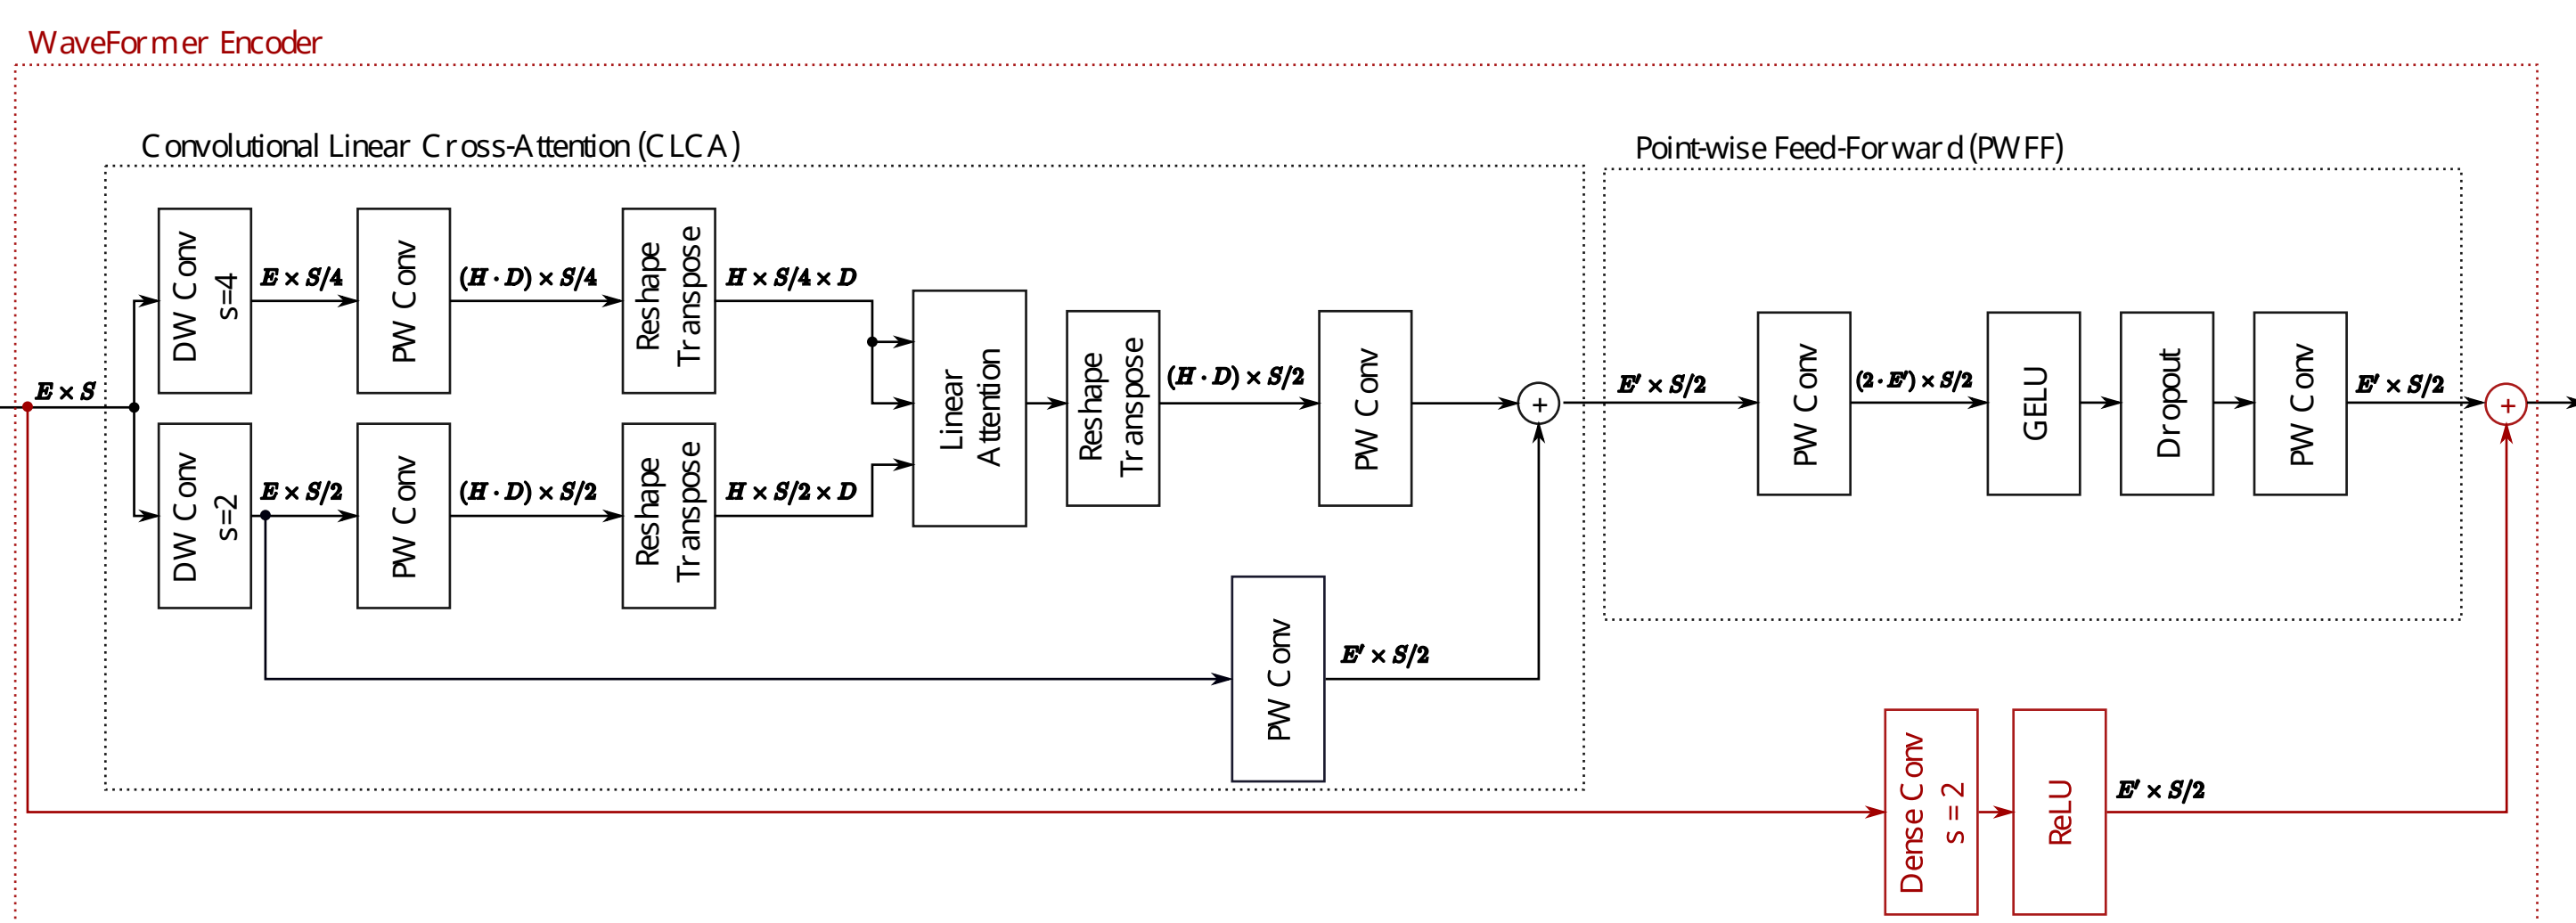 WaveFormer Encoder
Convolutional Linear Cross-Attention (CLCA)
Point-wise Feed-Forward (PWFF)
E × S
DW Conv
s=4
E × S/4
PW Conv
(H · D) × S/4
Reshape
Transpose
H × S/4 × D
DW Conv
s=2
E × S/2
PW Conv
(H · D) × S/2
Reshape
Transpose
H × S/2 × D
Linear
Attention
Reshape
Transpose
(H · D) × S/2
PW Conv
+
PW Conv
E′ × S/2
E′ × S/2
PW Conv
(2 · E′) × S/2
GELU
Dropout
PW Conv
E′ × S/2
+
Dense Conv
s = 2
ReLU
E′ × S/2